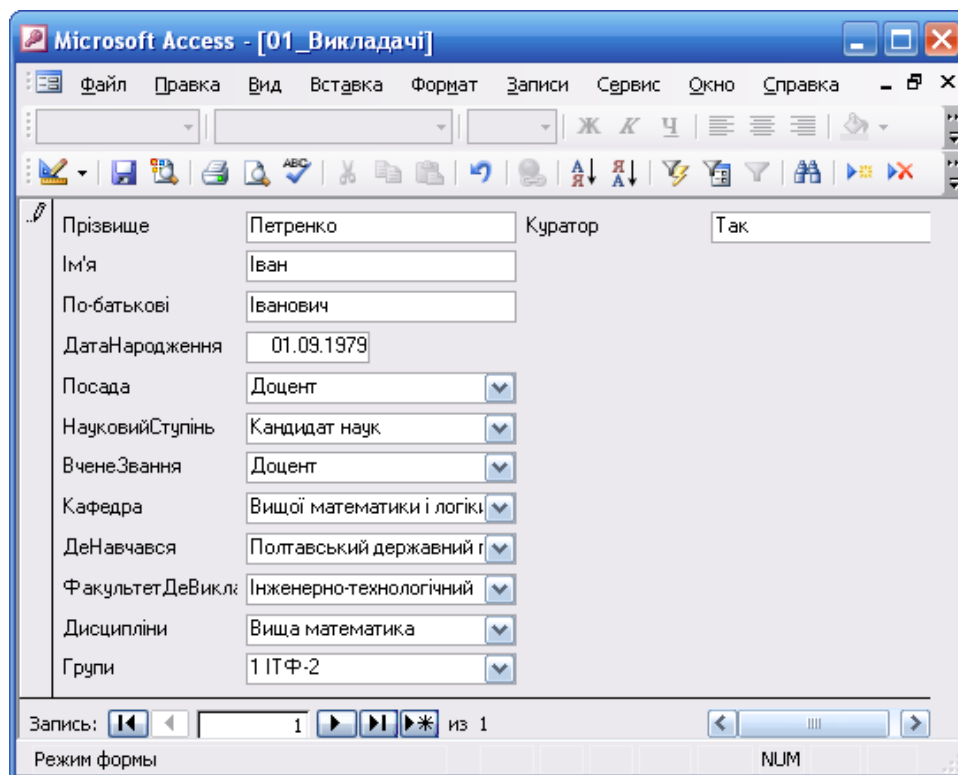 Microsoft Access - [01_Викладачі]
Файл Правка Вид Вставка Формат Записи Сервис Окно Справка
Ж К Ч
ABC А Я Я А
Прізвище Петренко Куратор Так
Ім'я Іван
По-батькові Іванович
ДатаНародження 01.09.1979
Посада Доцент
НауковийСтупінь Кандидат наук
ВченеЗвання Доцент
Кафедра Вищої математики і логіки
ДеНавчався Полтавський державний
ФакультетДеВикла Інженерно-технологічний
Дисципліни Вища математика
Групи 1 ІТФ-2
Запись: 1 из 1
Режим формы NUM